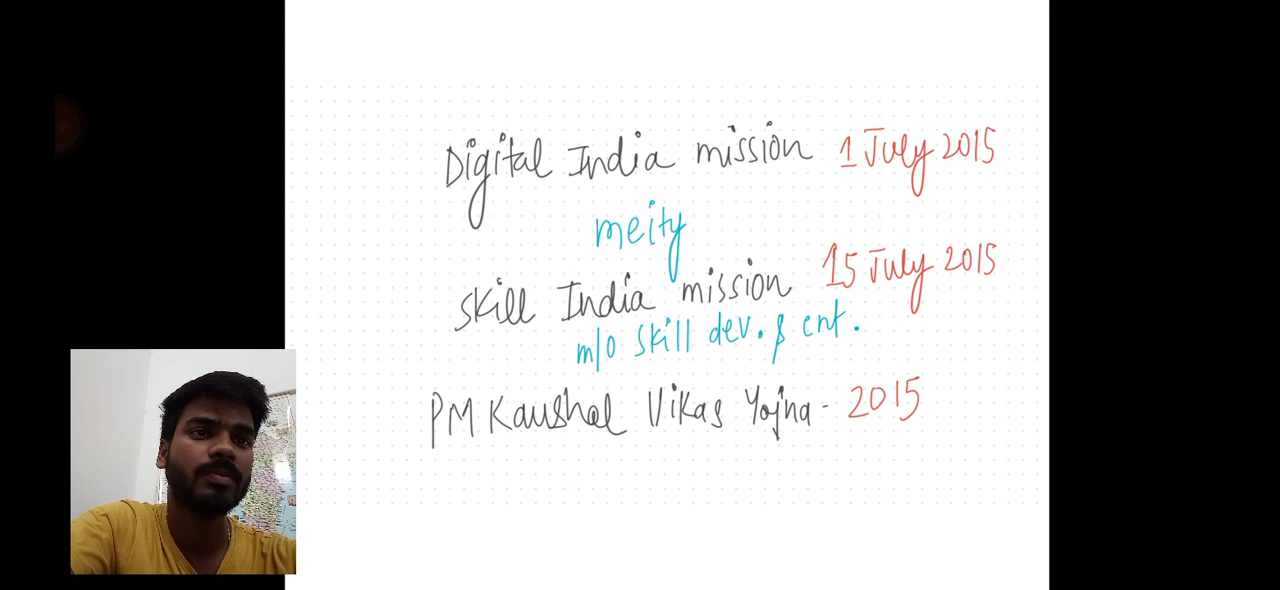 Digital India mission 1 July 2015
meity
Skill India mission 15 July 2015
m/o skill dev. & ent.
PM Kaushal Vikas Yojna - 2015